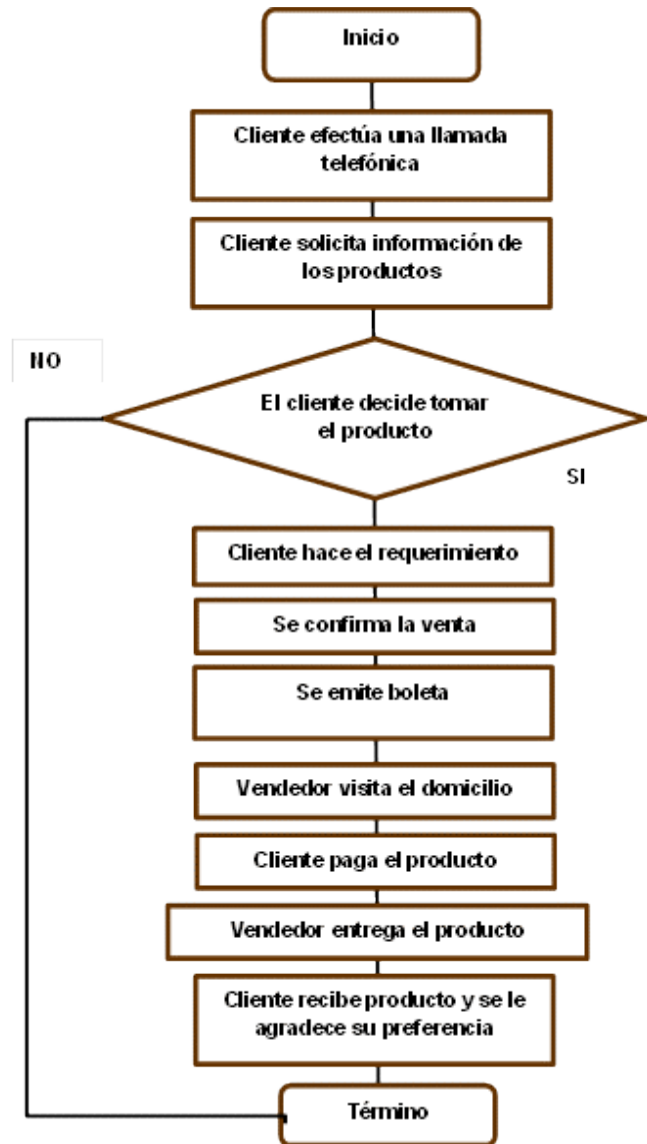 Inicio
Cliente efectúa una llamada
telefónica
Cliente solicita información de
los productos
NO
El cliente decide tomar
el producto
SI
Cliente hace el requerimiento
Se confirma la venta
Se emite boleta
Vendedor visita el domicilio
Cliente paga el producto
Vendedor entrega el producto
Cliente recibe producto y se le
agradece su preferencia
Término